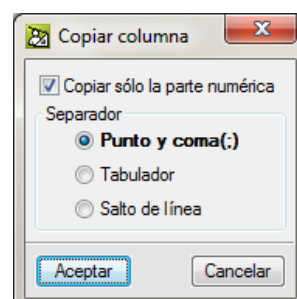 Copiar columna
Copiar sólo la parte numérica
Separador
Punto y coma(;)
Tabulador
Salto de línea
Aceptar Cancelar